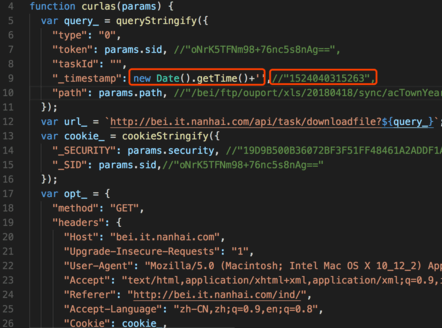 4 function curlas(params) {
5 var query_ = queryStringify({
6 "type": "0",
7 "token": params.sid, //"oNrK5TFNm98+76nc5s8nAg==",
8 "taskId": "",
9 "_timestamp": new Date().getTime()+'',//"1524040315263",
10 "path": params.path, //"/bei/ftp/ouport/xls/20180418/sync/acTownYear
11 });
12 var url_ = `http://bei.it.nanhai.com/api/task/downloadfile?${query_}`;
13 var cookie_ = cookieStringify({
14 "_SECURITY": params.security, //"19D9B500B36072BF3F51FF48461A2ADDF1A
15 "_SID": params.sid,//"oNrK5TFNm98+76nc5s8nAg=="
16 });
17 var opt_ = {
18 "method": "GET",
19 "headers": {
20 "Host": "bei.it.nanhai.com",
21 "Upgrade-Insecure-Requests": "1",
22 "User-Agent": "Mozilla/5.0 (Macintosh; Intel Mac OS X 10_12_2) App
23 "Accept": "text/html,application/xhtml+xml,application/xml;q=0.9,i
24 "Referer": "http://bei.it.nanhai.com/ind/",
25 "Accept-Language": "zh-CN,zh;q=0.9,en;q=0.8",
26 "Cookie": cookie_,